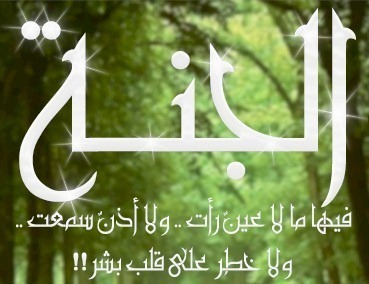 الجنة
فيها ما لا عينٌ رأت .. ولا أذنٌ سمعت ..
ولا خطر على قلب بشر !!